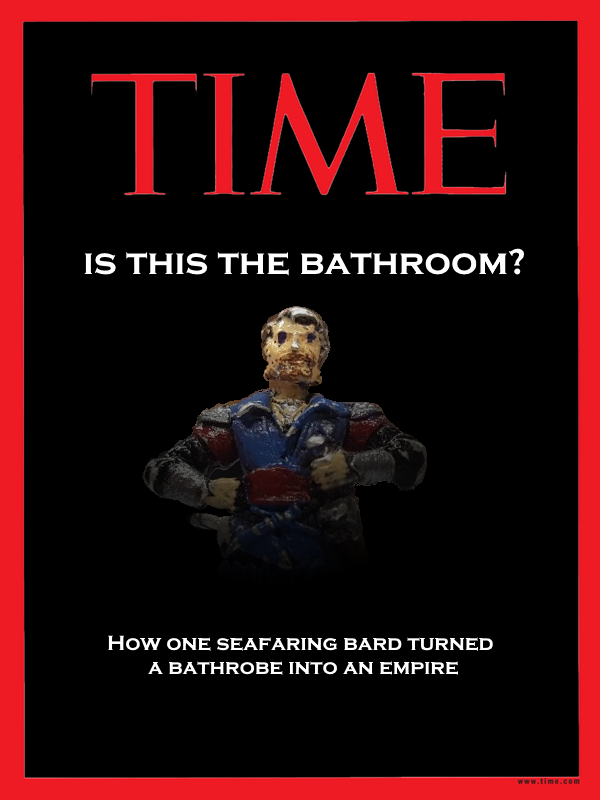 TIME
IS THIS THE BATHROOM?
HOW ONE SEAFARING BARD TURNED
A BATHROBE INTO AN EMPIRE
www.time.com